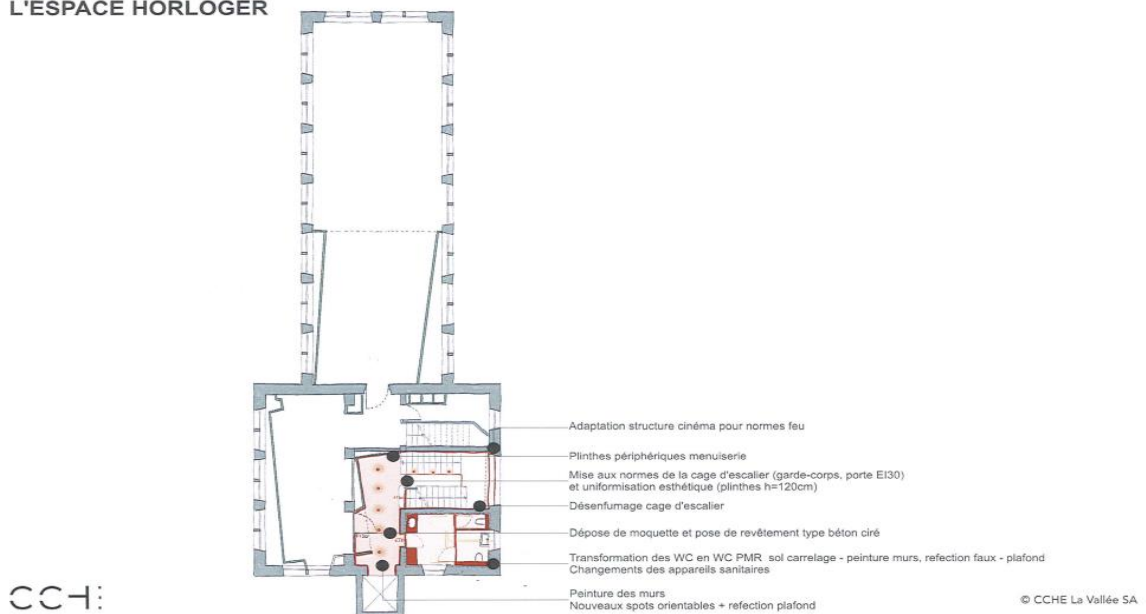 L'ESPACE HORLOGER
Adaptation structure cinéma pour normes feu
Plinthes périphériques menuiserie
Mise aux normes de la cage d'escalier (garde-corps, porte EI30)
et uniformisation esthétique (plinthes h=120cm)
Désenfumage cage d'escalier
Dépose de moquette et pose de revêtement type béton ciré
Transformation des WC en WC PMR sol carrelage - peinture murs, refection faux - plafond
Changements des appareils sanitaires
Peinture des murs
Nouveaux spots orientables + refection plafond
CCHE
© CCHE La Vallée SA